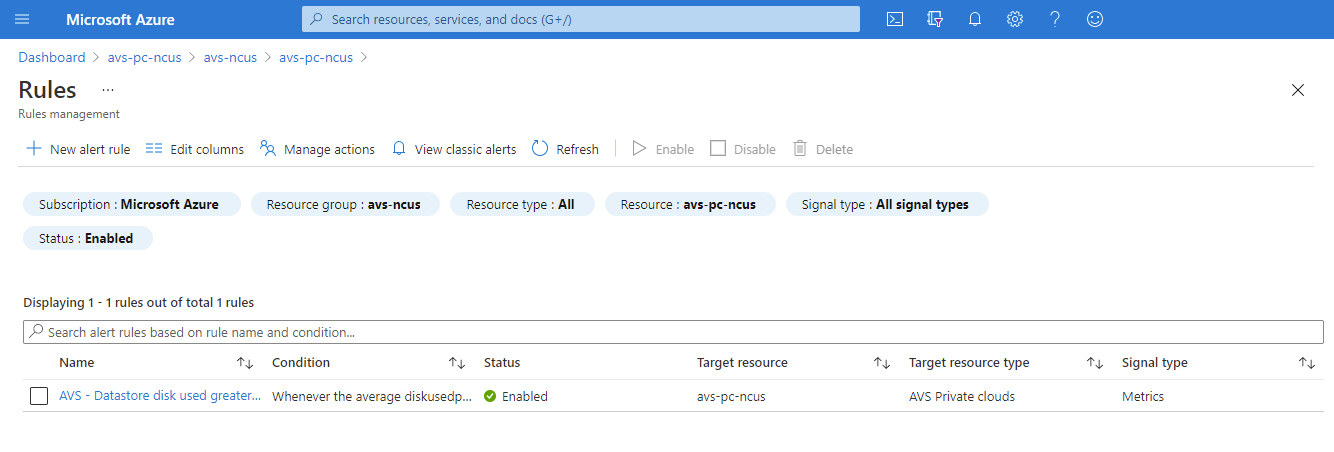 Microsoft Azure
Search resources, services, and docs (G+/)
Dashboard > avs-pc-ncus > avs-ncus > avs-pc-ncus >
Rules ...
Rules management
New alert rule Edit columns Manage actions View classic alerts Refresh Enable Disable Delete
Subscription : Microsoft Azure Resource group : avs-ncus Resource type : All Resource : avs-pc-ncus Signal type : All signal types
Status : Enabled
Displaying 1 - 1 rules out of total 1 rules
Search alert rules based on rule name and condition...
Name Condition Status Target resource Target resource type Signal type
AVS - Datastore disk used greater... Whenever the average diskusedp... Enabled avs-pc-ncus AVS Private clouds Metrics